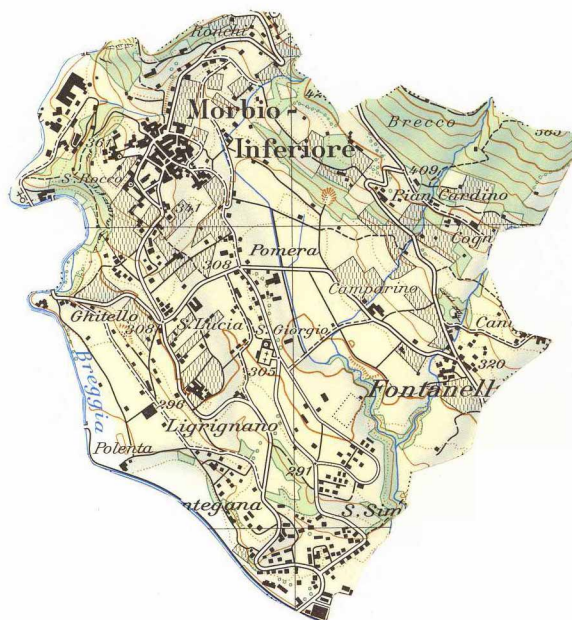 Ronchi
Morbio-
Inferiore
Brecco
409
S. Rocco
Pian Cardino
Cogn
Pomera
308
Camparino
Ghitello
308
S. Lucia
S. Giorgio
Cani
305
320
Fontanell
Breggia
296
Ligrignano
Polenta
291
ntegana
S. Sim